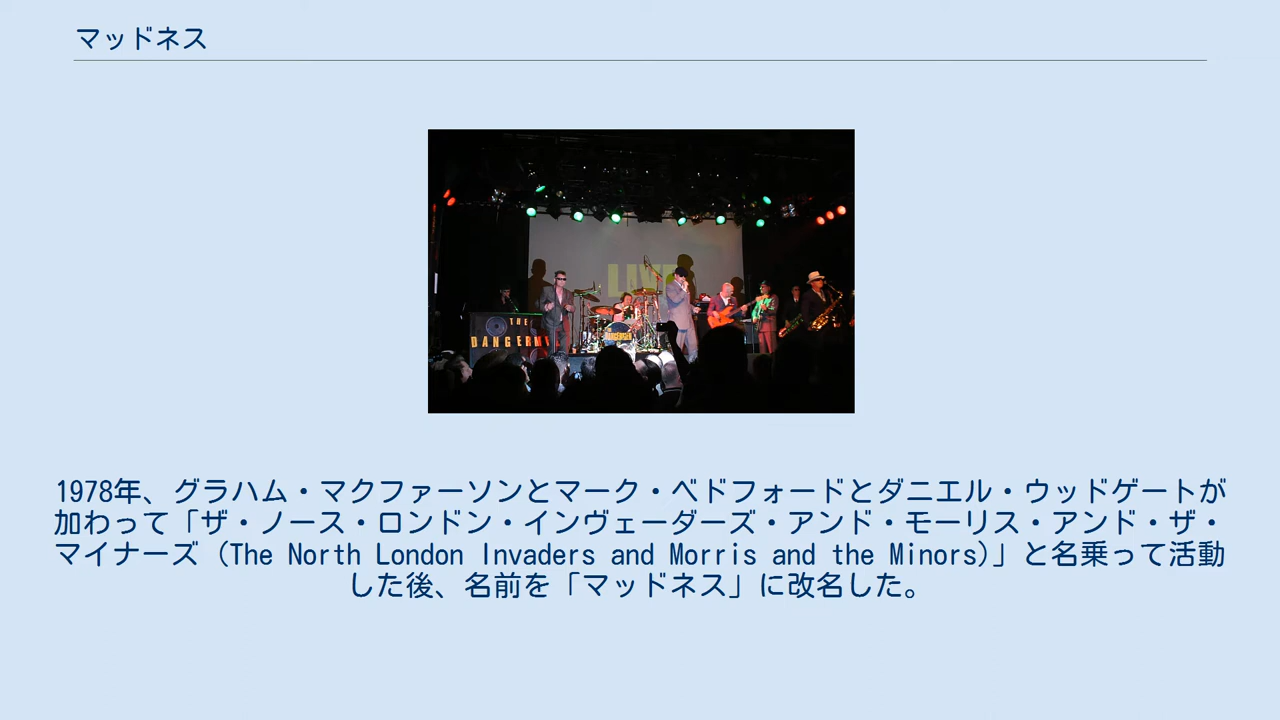 マッドネス
LIVE
THE
DANGERM
1978年、グラハム・マクファーソンとマーク・ベドフォードとダニエル・ウッドゲートが
加わって「ザ・ノース・ロンドン・インヴェーダーズ・アンド・モーリス・アンド・ザ・
マイナーズ（The North London Invaders and Morris and the Minors)」と名乗って活動
した後、名前を「マッドネス」に改名した。